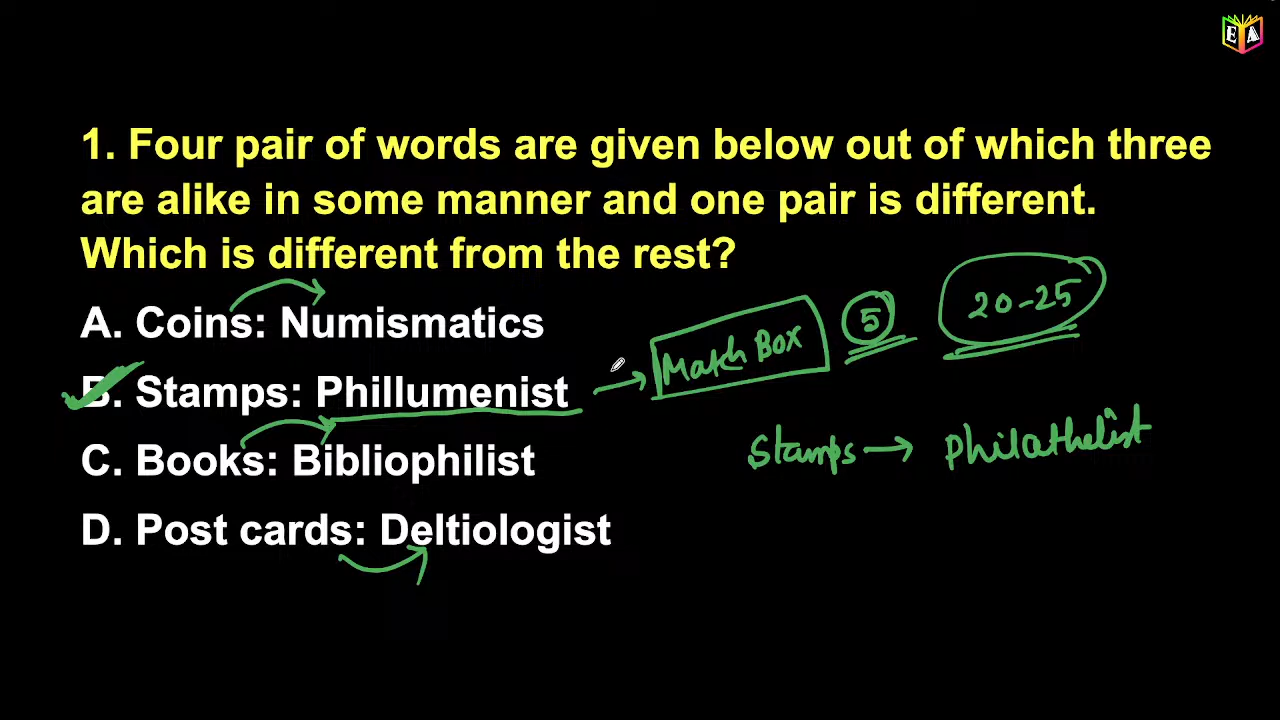 E A
1. Four pair of words are given below out of which three
are alike in some manner and one pair is different.
Which is different from the rest?
A. Coins: Numismatics
B. Stamps: Phillumenist
C. Books: Bibliophilist
D. Post cards: Deltiologist
Match Box
5
20-25
Stamps → Philathelist